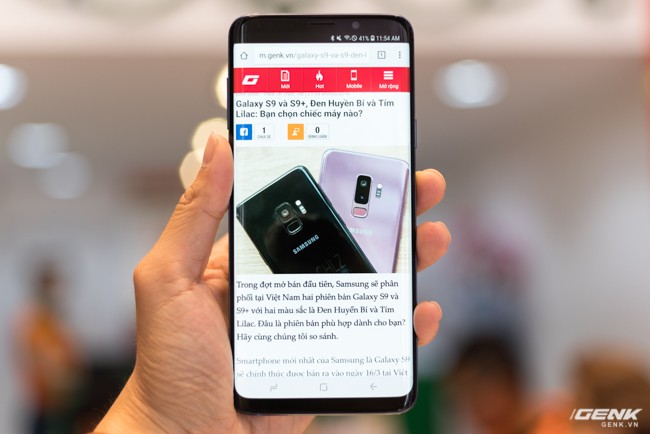 41% 11:54 AM
m.genk.vn/galaxy-s9-va-s9-den-l
G
Mới Hot Mobile Mở rộng
Galaxy S9 và S9+, Đen Huyền Bí và Tím
Lilac: Bạn chọn chiếc máy nào?
1
CHIA SẺ
0
BÌNH LUẬN
SAMSUNG
SAMSUNG
Trong đợt mở bán đầu tiên, Samsung sẽ phân
phối tại Việt Nam hai phiên bản Galaxy S9 và
S9+ với hai màu sắc là Đen Huyền Bí và Tím
Lilac. Đâu là phiên bản phù hợp dành cho bạn?
Hãy cùng chúng tôi so sánh.
Smartphone mới nhất của Samsung là Galaxy S9
sẽ chính thức được bán ra vào ngày 16/3 tại Việt
GENK
GENK.VN